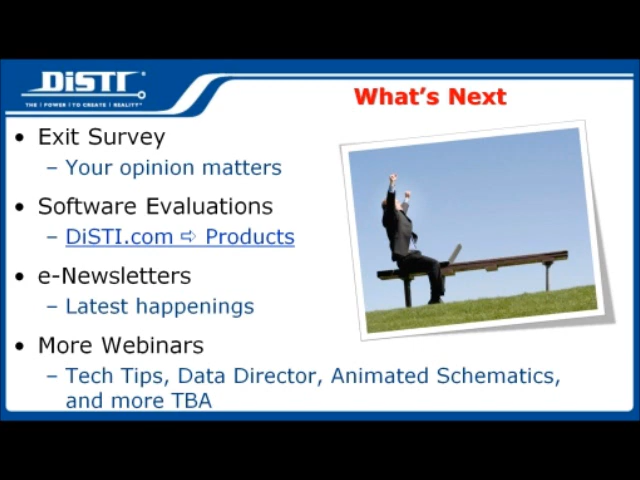 DiSTI
THE | POWER | TO CREATE | REALITY
What's Next
• Exit Survey
– Your opinion matters
• Software Evaluations
– DiSTI.com ⇨ Products
• e-Newsletters
– Latest happenings
• More Webinars
– Tech Tips, Data Director, Animated Schematics,
and more TBA